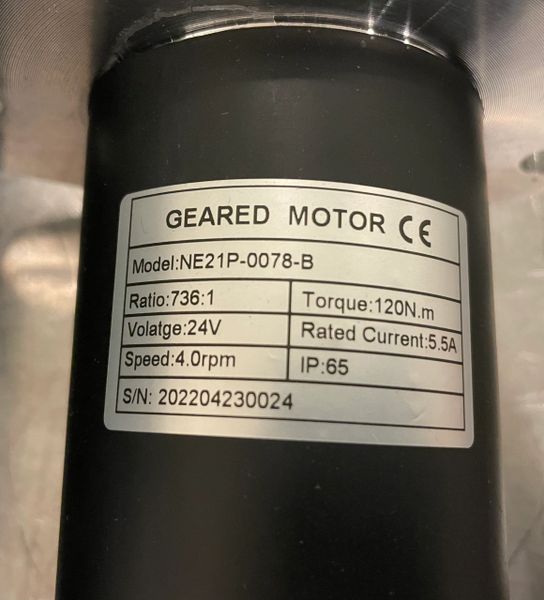 GEARED MOTOR CE
Model:NE21P-0078-B
Ratio:736:1 Torque:120N.m
Volatge:24V Rated Current:5.5A
Speed:4.0rpm IP:65
S/N: 202204230024